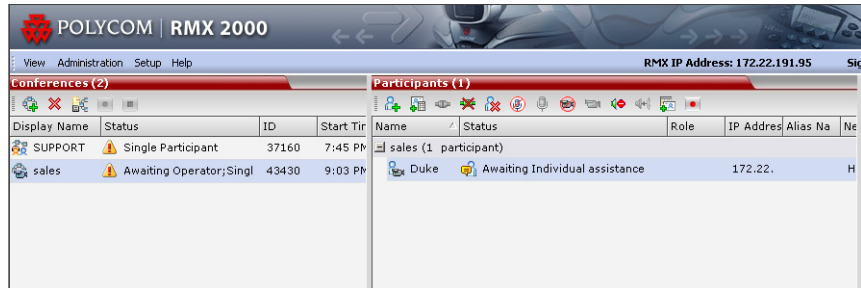 POLYCOM | RMX 2000
View Administration Setup Help RMX IP Address: 172.22.191.95 Sig
Conferences (2)
Display Name Status ID Start Tir
SUPPORT Single Participant 37160 7:45 PM
sales Awaiting Operator;Singl 43430 9:03 PM
Participants (1)
Name Status Role IP Addres Alias Na Ne
sales (1 participant)
Duke Awaiting Individual assistance 172.22. H